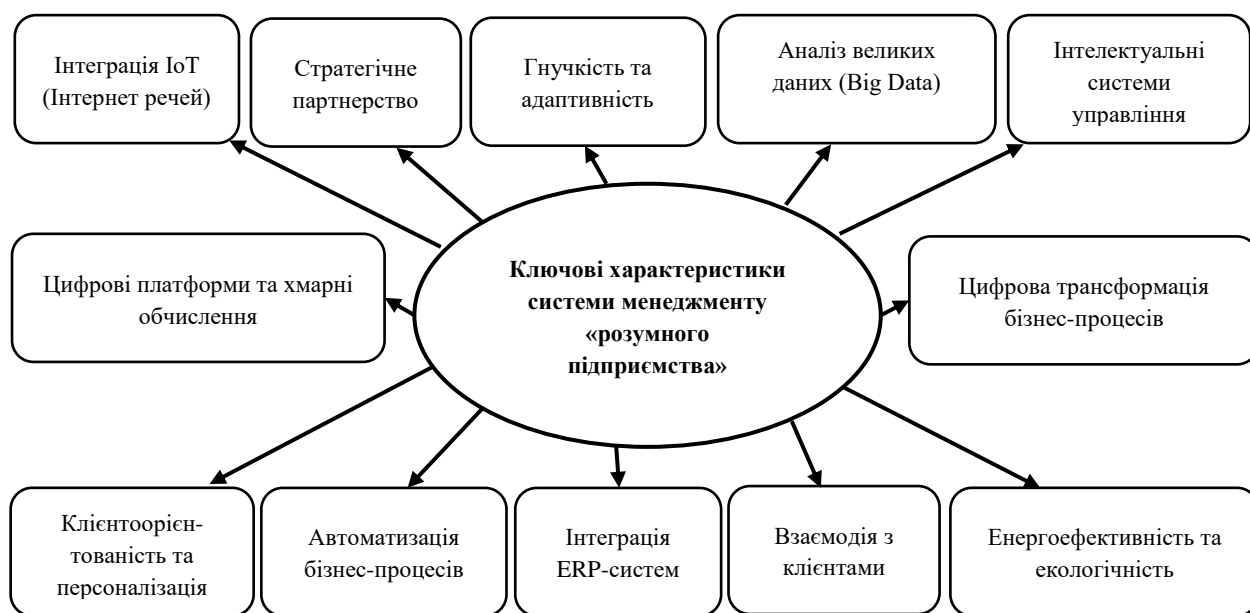 Інтеграція IoT
(Інтернет речей)
Стратегічне
партнерство
Гнучкість та
адаптивність
Аналіз великих
даних (Big Data)
Інтелектуальні
системи
управління
Цифрові платформи та хмарні
обчислення
Ключові характеристики
системи менеджменту
«розумного
підприємства»
Цифрова трансформація
бізнес-процесів
Клієнтоорієн-
тованість та
персоналізація
Автоматизація
бізнес-процесів
Інтеграція
ERP-систем
Взаємодія з
клієнтами
Енергоефективність та
екологічність